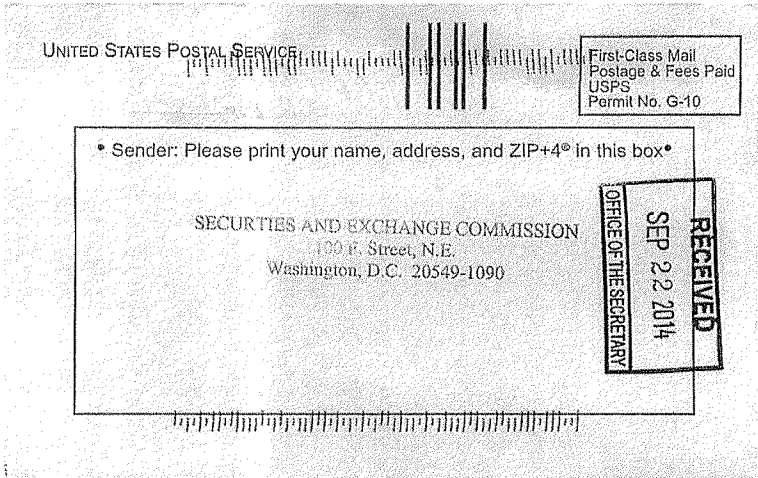 UNITED STATES POSTAL SERVICE
First-Class Mail
Postage & Fees Paid
USPS
Permit No. G-10
• Sender: Please print your name, address, and ZIP+4® in this box•
SECURTIES AND EXCHANGE COMMISSION
100 F. Street, N.E.
Washington, D.C. 20549-1090
RECEIVED
SEP 22 2014
OFFICE OF THE SECRETARY